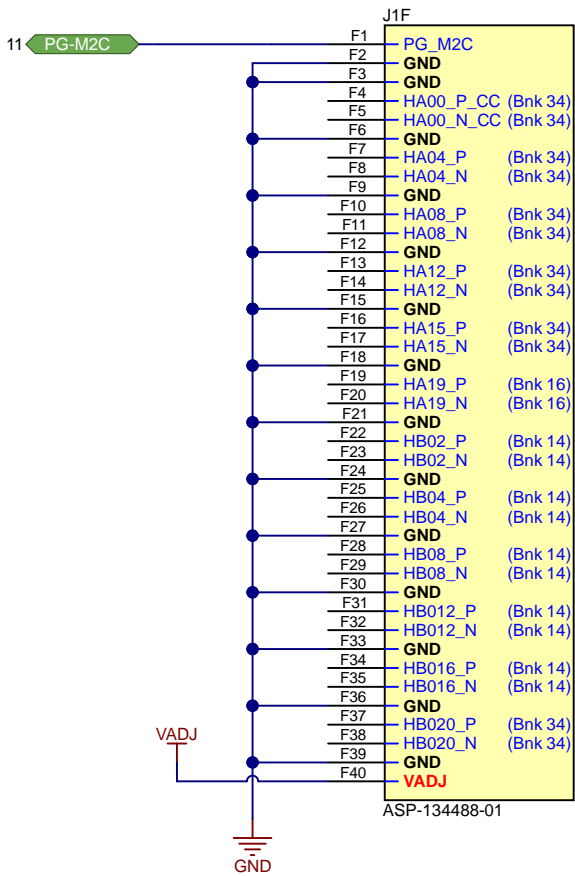 J1F
11 PG-M2C
F1 PG_M2C
F2 GND
F3 GND
F4 HA00_P_CC (Bnk 34)
F5 HA00_N_CC (Bnk 34)
F6 GND
F7 HA04_P (Bnk 34)
F8 HA04_N (Bnk 34)
F9 GND
F10 HA08_P (Bnk 34)
F11 HA08_N (Bnk 34)
F12 GND
F13 HA12_P (Bnk 34)
F14 HA12_N (Bnk 34)
F15 GND
F16 HA15_P (Bnk 34)
F17 HA15_N (Bnk 34)
F18 GND
F19 HA19_P (Bnk 16)
F20 HA19_N (Bnk 16)
F21 GND
F22 HB02_P (Bnk 14)
F23 HB02_N (Bnk 14)
F24 GND
F25 HB04_P (Bnk 14)
F26 HB04_N (Bnk 14)
F27 GND
F28 HB08_P (Bnk 14)
F29 HB08_N (Bnk 14)
F30 GND
F31 HB012_P (Bnk 14)
F32 HB012_N (Bnk 14)
F33 GND
F34 HB016_P (Bnk 14)
F35 HB016_N (Bnk 14)
F36 GND
F37 HB020_P (Bnk 34)
F38 HB020_N (Bnk 34)
VADJ
F39 GND
F40 VADJ
ASP-134488-01
GND